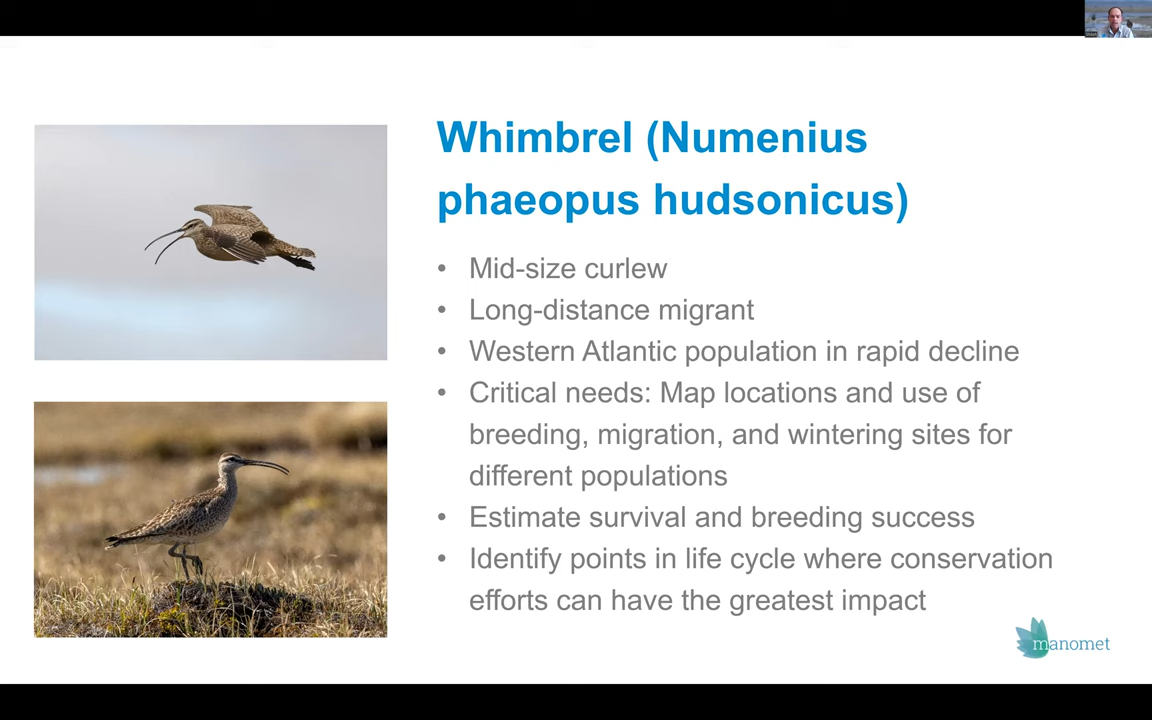 Whimbrel (Numenius
phaeopus hudsonicus)
• Mid-size curlew
• Long-distance migrant
• Western Atlantic population in rapid decline
• Critical needs: Map locations and use of
breeding, migration, and wintering sites for
different populations
• Estimate survival and breeding success
• Identify points in life cycle where conservation
efforts can have the greatest impact
manomet